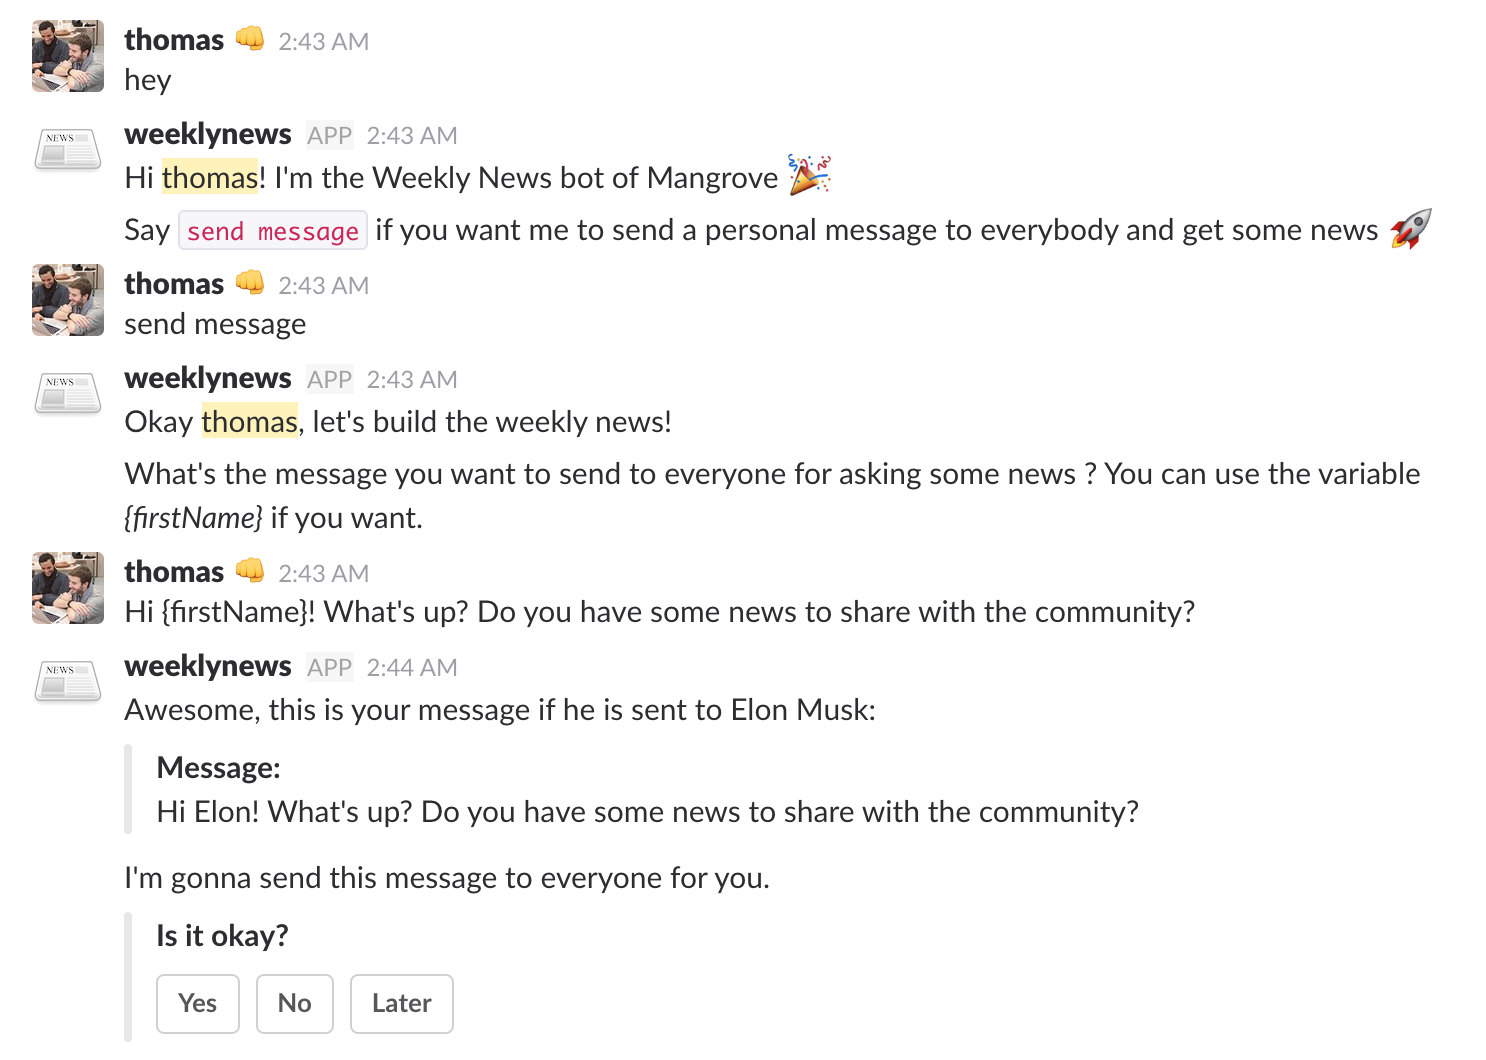 thomas 👊 2:43 AM
hey
NEWS
weeklynews APP 2:43 AM
Hi thomas! I'm the Weekly News bot of Mangrove 🎉
Say send message if you want me to send a personal message to everybody and get some news 🚀
thomas 👊 2:43 AM
send message
NEWS
weeklynews APP 2:43 AM
Okay thomas, let's build the weekly news!
What's the message you want to send to everyone for asking some news ? You can use the variable
{firstName} if you want.
thomas 👊 2:43 AM
Hi {firstName}! What's up? Do you have some news to share with the community?
NEWS
weeklynews APP 2:44 AM
Awesome, this is your message if he is sent to Elon Musk:
Message:
Hi Elon! What's up? Do you have some news to share with the community?
I'm gonna send this message to everyone for you.
Is it okay?
Yes No Later